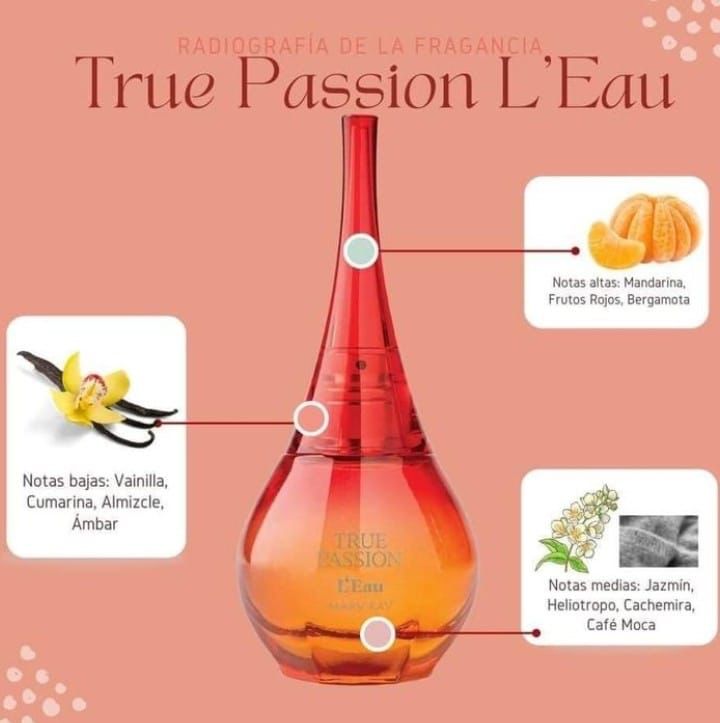 RADIOGRAFÍA DE LA FRAGANCIA
True Passion L'Eau
Notas altas: Mandarina,
Frutos Rojos, Bergamota
Notas bajas: Vainilla,
Cumarina, Almizcle,
Ámbar
TRUE
PASSION
L'Eau
MARY KAY
Notas medias: Jazmín,
Heliotropo, Cachemira,
Café Moca